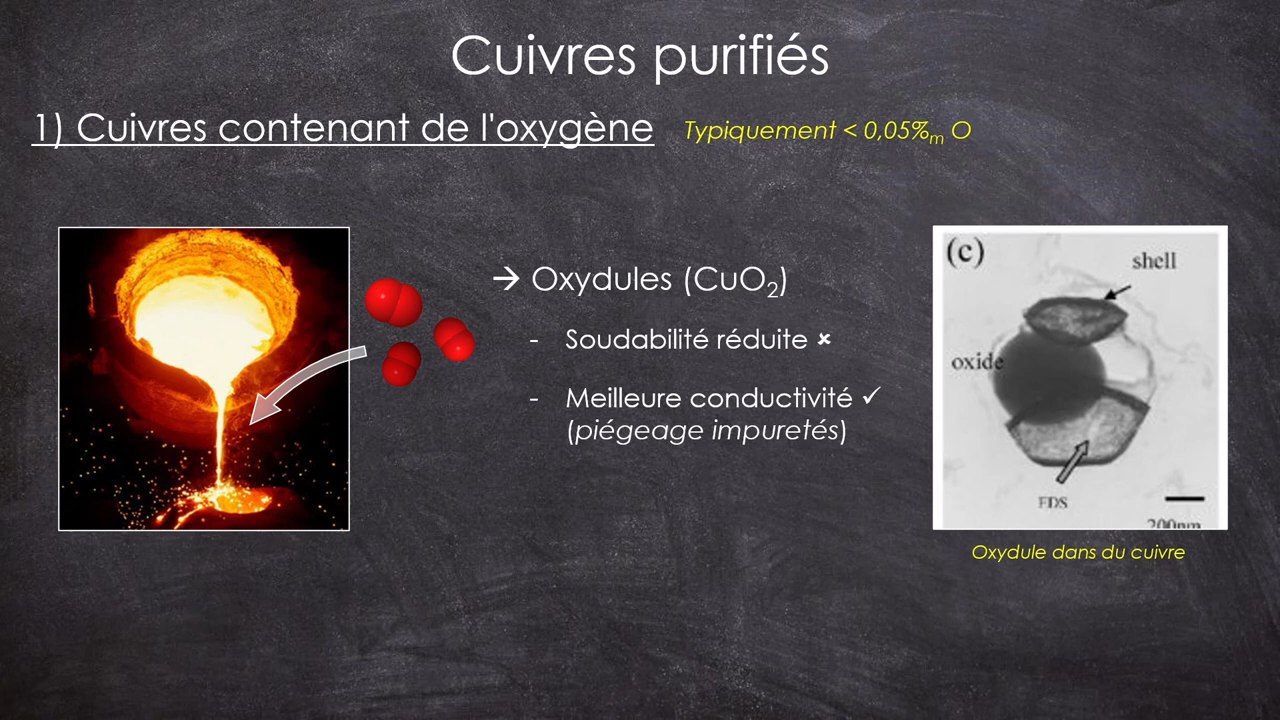 Cuivres purifiés
1) Cuivres contenant de l'oxygène
Typiquement < 0,05%m O
→ Oxydules (CuO2)
- Soudabilité réduite ×
- Meilleure conductivité ✓
(piégeage impuretés)
(c)
shell
oxide
EDS
200nm
Oxydule dans du cuivre